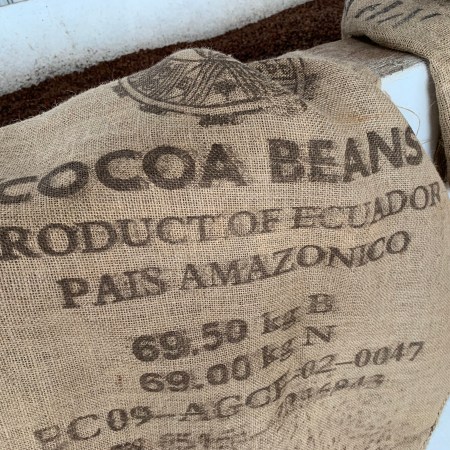 COCOA BEANS
PRODUCT OF ECUADOR
PAIS AMAZONICO
69.50 kg B
69.00 kg N